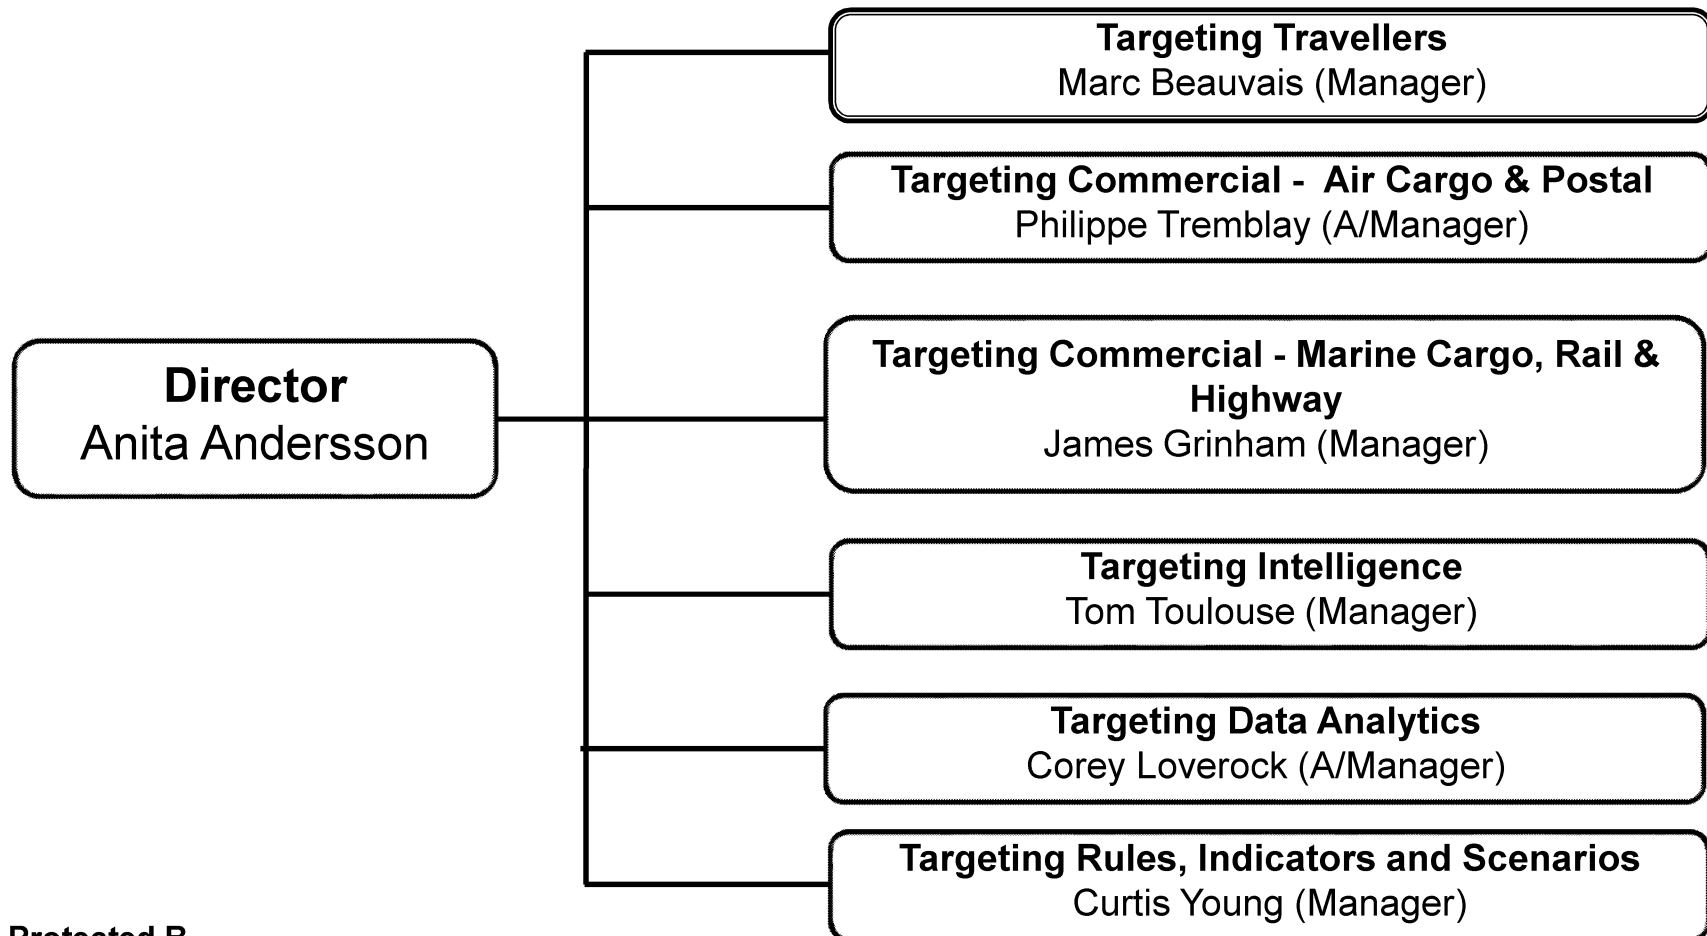 Targeting Travellers
Marc Beauvais (Manager)
Targeting Commercial -  Air Cargo & Postal
Philippe Tremblay (A/Manager)
Director
Anita Andersson
Targeting Commercial - Marine Cargo, Rail &
Highway
James Grinham (Manager)
Targeting Intelligence
Tom Toulouse (Manager)
Targeting Data Analytics
Corey Loverock (A/Manager)
Targeting Rules, Indicators and Scenarios
Curtis Young (Manager)
Protected B